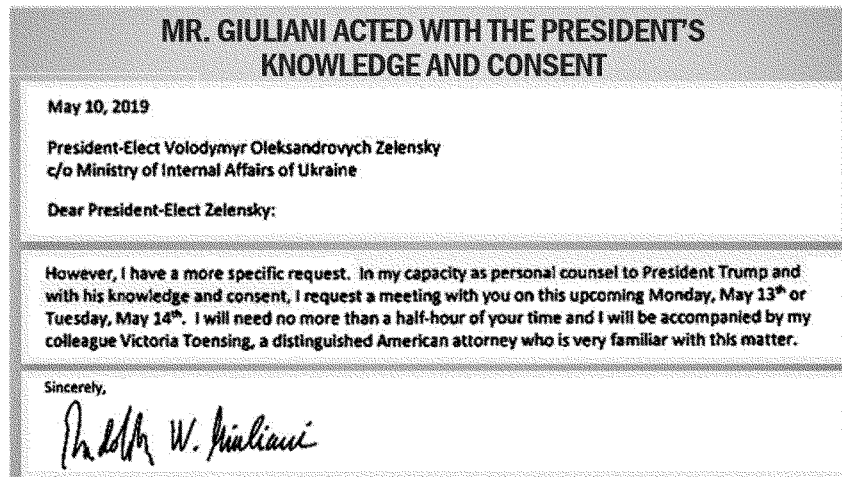 MR. GIULIANI ACTED WITH THE PRESIDENT'S
KNOWLEDGE AND CONSENT
May 10, 2019
President-Elect Volodymyr Oleksandrovych Zelensky
c/o Ministry of Internal Affairs of Ukraine
Dear President-Elect Zelensky:
However, I have a more specific request. In my capacity as personal counsel to President Trump and
with his knowledge and consent, I request a meeting with you on this upcoming Monday, May 13th or
Tuesday, May 14th. I will need no more than a half-hour of your time and I will be accompanied by my
colleague Victoria Toensing, a distinguished American attorney who is very familiar with this matter.
Sincerely,
Rudolph W. Giuliani